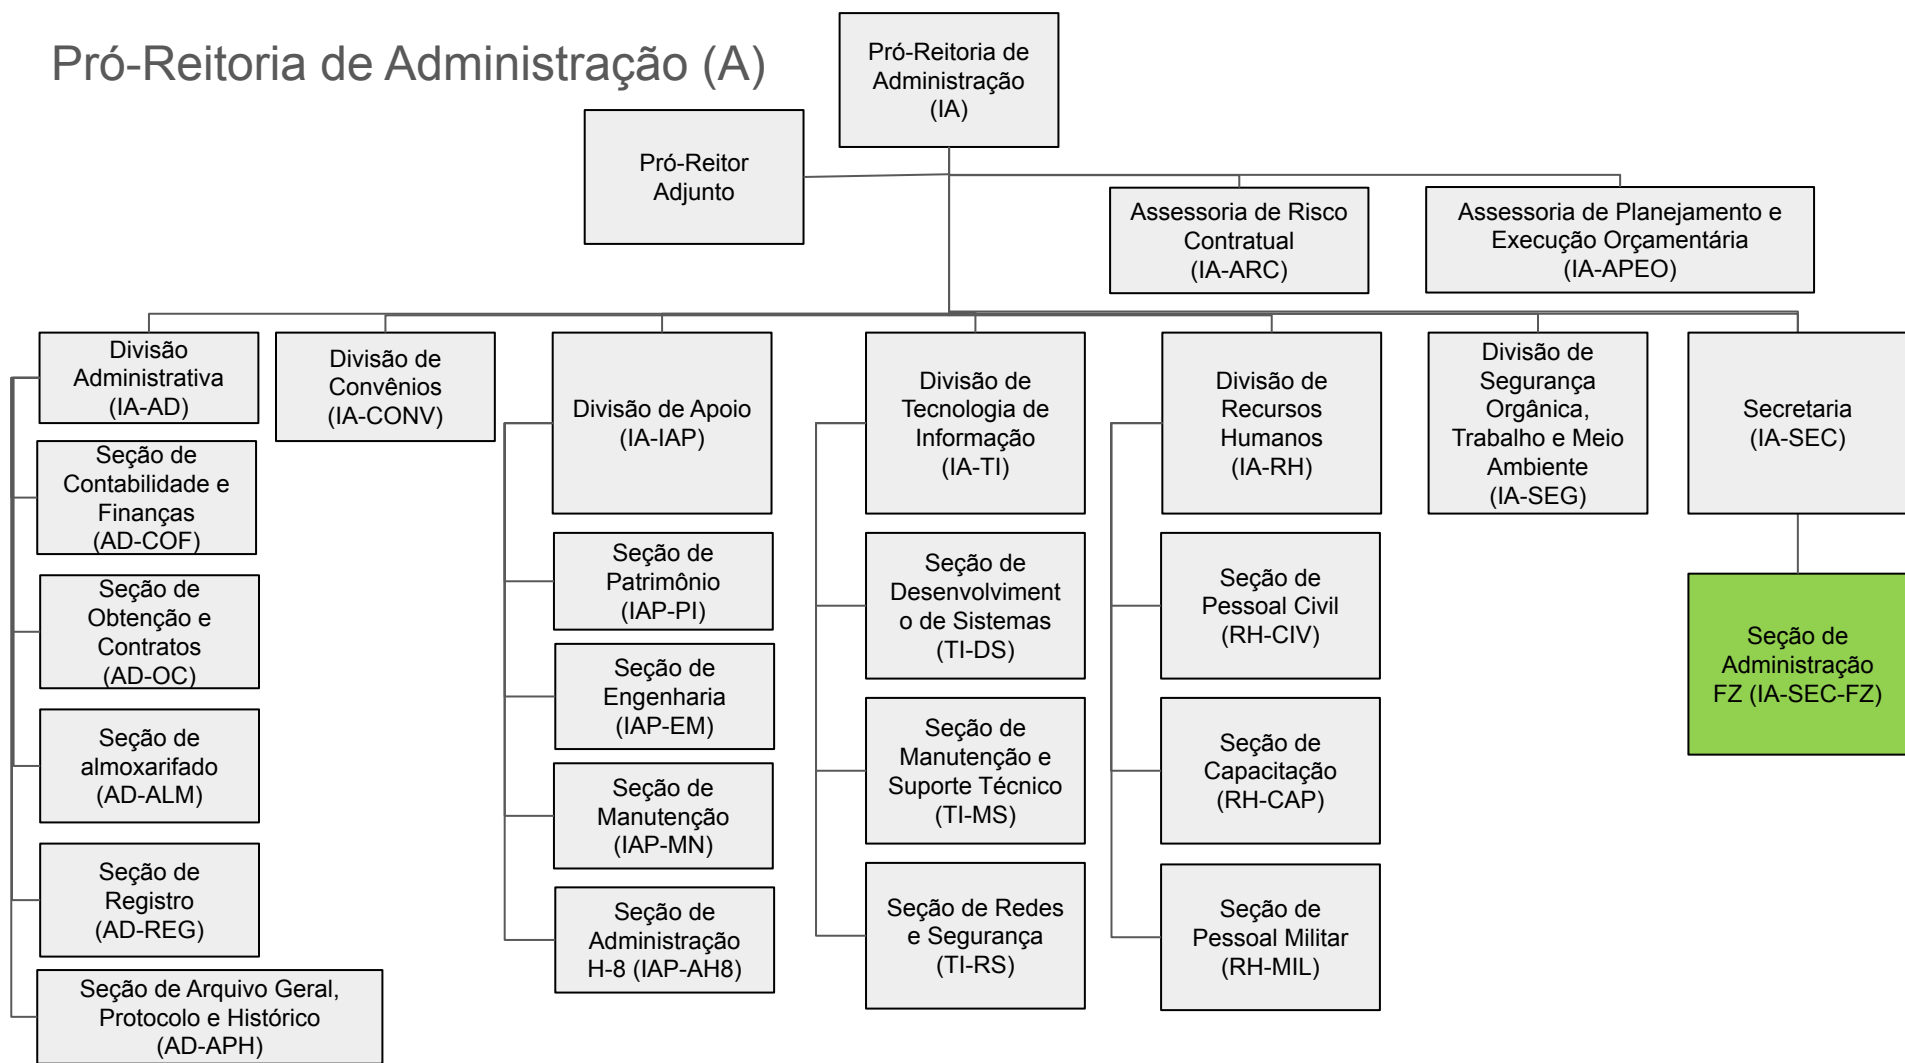 Pró-Reitoria de Administração (A)
Pró-Reitoria de
Administração
(IA)
Pró-Reitor
Adjunto
Assessoria de Risco
Contratual
(IA-ARC)
Assessoria de Planejamento e
Execução Orçamentária
(IA-APEO)
Divisão
Administrativa
(IA-AD)
Seção de
Contabilidade e
Finanças
(AD-COF)
Seção de
Obtenção e
Contratos
(AD-OC)
Seção de
almoxarifado
(AD-ALM)
Seção de
Registro
(AD-REG)
Seção de Arquivo Geral,
Protocolo e Histórico
(AD-APH)
Divisão de
Convênios
(IA-CONV)
Divisão de Apoio
(IA-IAP)
Seção de
Patrimônio
(IAP-PI)
Seção de
Engenharia
(IAP-EM)
Seção de
Manutenção
(IAP-MN)
Seção de
Administração
H-8 (IAP-AH8)
Divisão de
Tecnologia de
Informação
(IA-TI)
Seção de
Desenvolviment
o de Sistemas
(TI-DS)
Seção de
Manutenção e
Suporte Técnico
(TI-MS)
Seção de Redes
e Segurança
(TI-RS)
Divisão de
Recursos
Humanos
(IA-RH)
Seção de
Pessoal Civil
(RH-CIV)
Seção de
Capacitação
(RH-CAP)
Seção de
Pessoal Militar
(RH-MIL)
Divisão de
Segurança
Orgânica,
Trabalho e Meio
Ambiente
(IA-SEG)
Secretaria
(IA-SEC)
Seção de
Administração
FZ (IA-SEC-FZ)